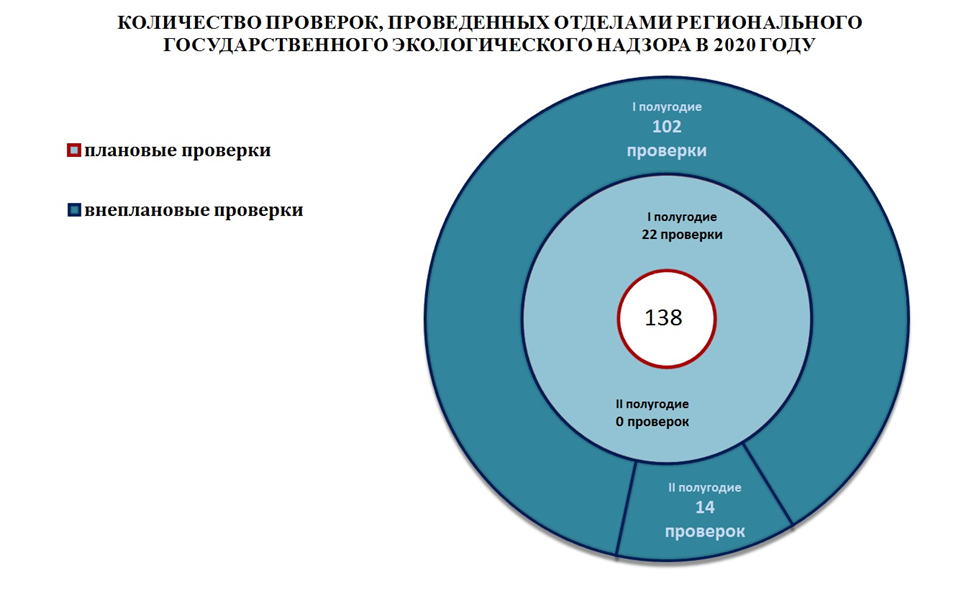 КОЛИЧЕСТВО ПРОВЕРОК, ПРОВЕДЕННЫХ ОТДЕЛАМИ РЕГИОНАЛЬНОГО
ГОСУДАРСТВЕННОГО ЭКОЛОГИЧЕСКОГО НАДЗОРА В 2020 ГОДУ
плановые проверки
внеплановые проверки
I полугодие
102
проверки
I полугодие
22 проверки
138
II полугодие
0 проверок
II полугодие
14
проверок